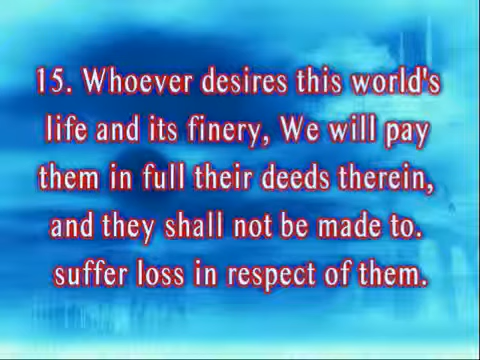 15. Whoever desires this world's
life and its finery, We will pay
them in full their deeds therein,
and they shall not be made to.
suffer loss in respect of them.